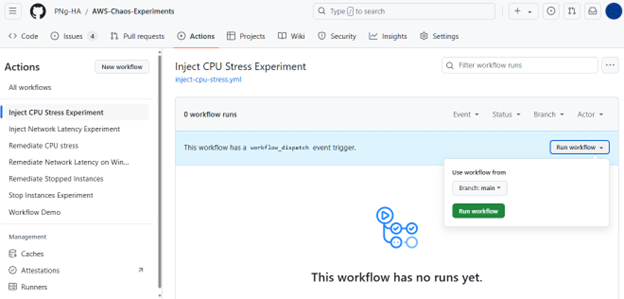 PNg-HA / AWS-Chaos-Experiments
Type / to search
Code
Issues 4
Pull requests
Actions
Projects
Wiki
Security
Insights
Settings
Actions
New workflow
All workflows
Inject CPU Stress Experiment
Inject Network Latency Experiment
Remediate CPU stress
Remediate Network Latency on Win...
Remediate Stopped Instances
Stop Instances Experiment
Workflow Demo
Management
Caches
Attestations
Runners
Inject CPU Stress Experiment
inject-cpu-stress.yml
Filter workflow runs
0 workflow runs
Event
Status
Branch
Actor
This workflow has a workflow_dispatch event trigger.
Run workflow
Use workflow from
Branch: main
Run workflow
This workflow has no runs yet.